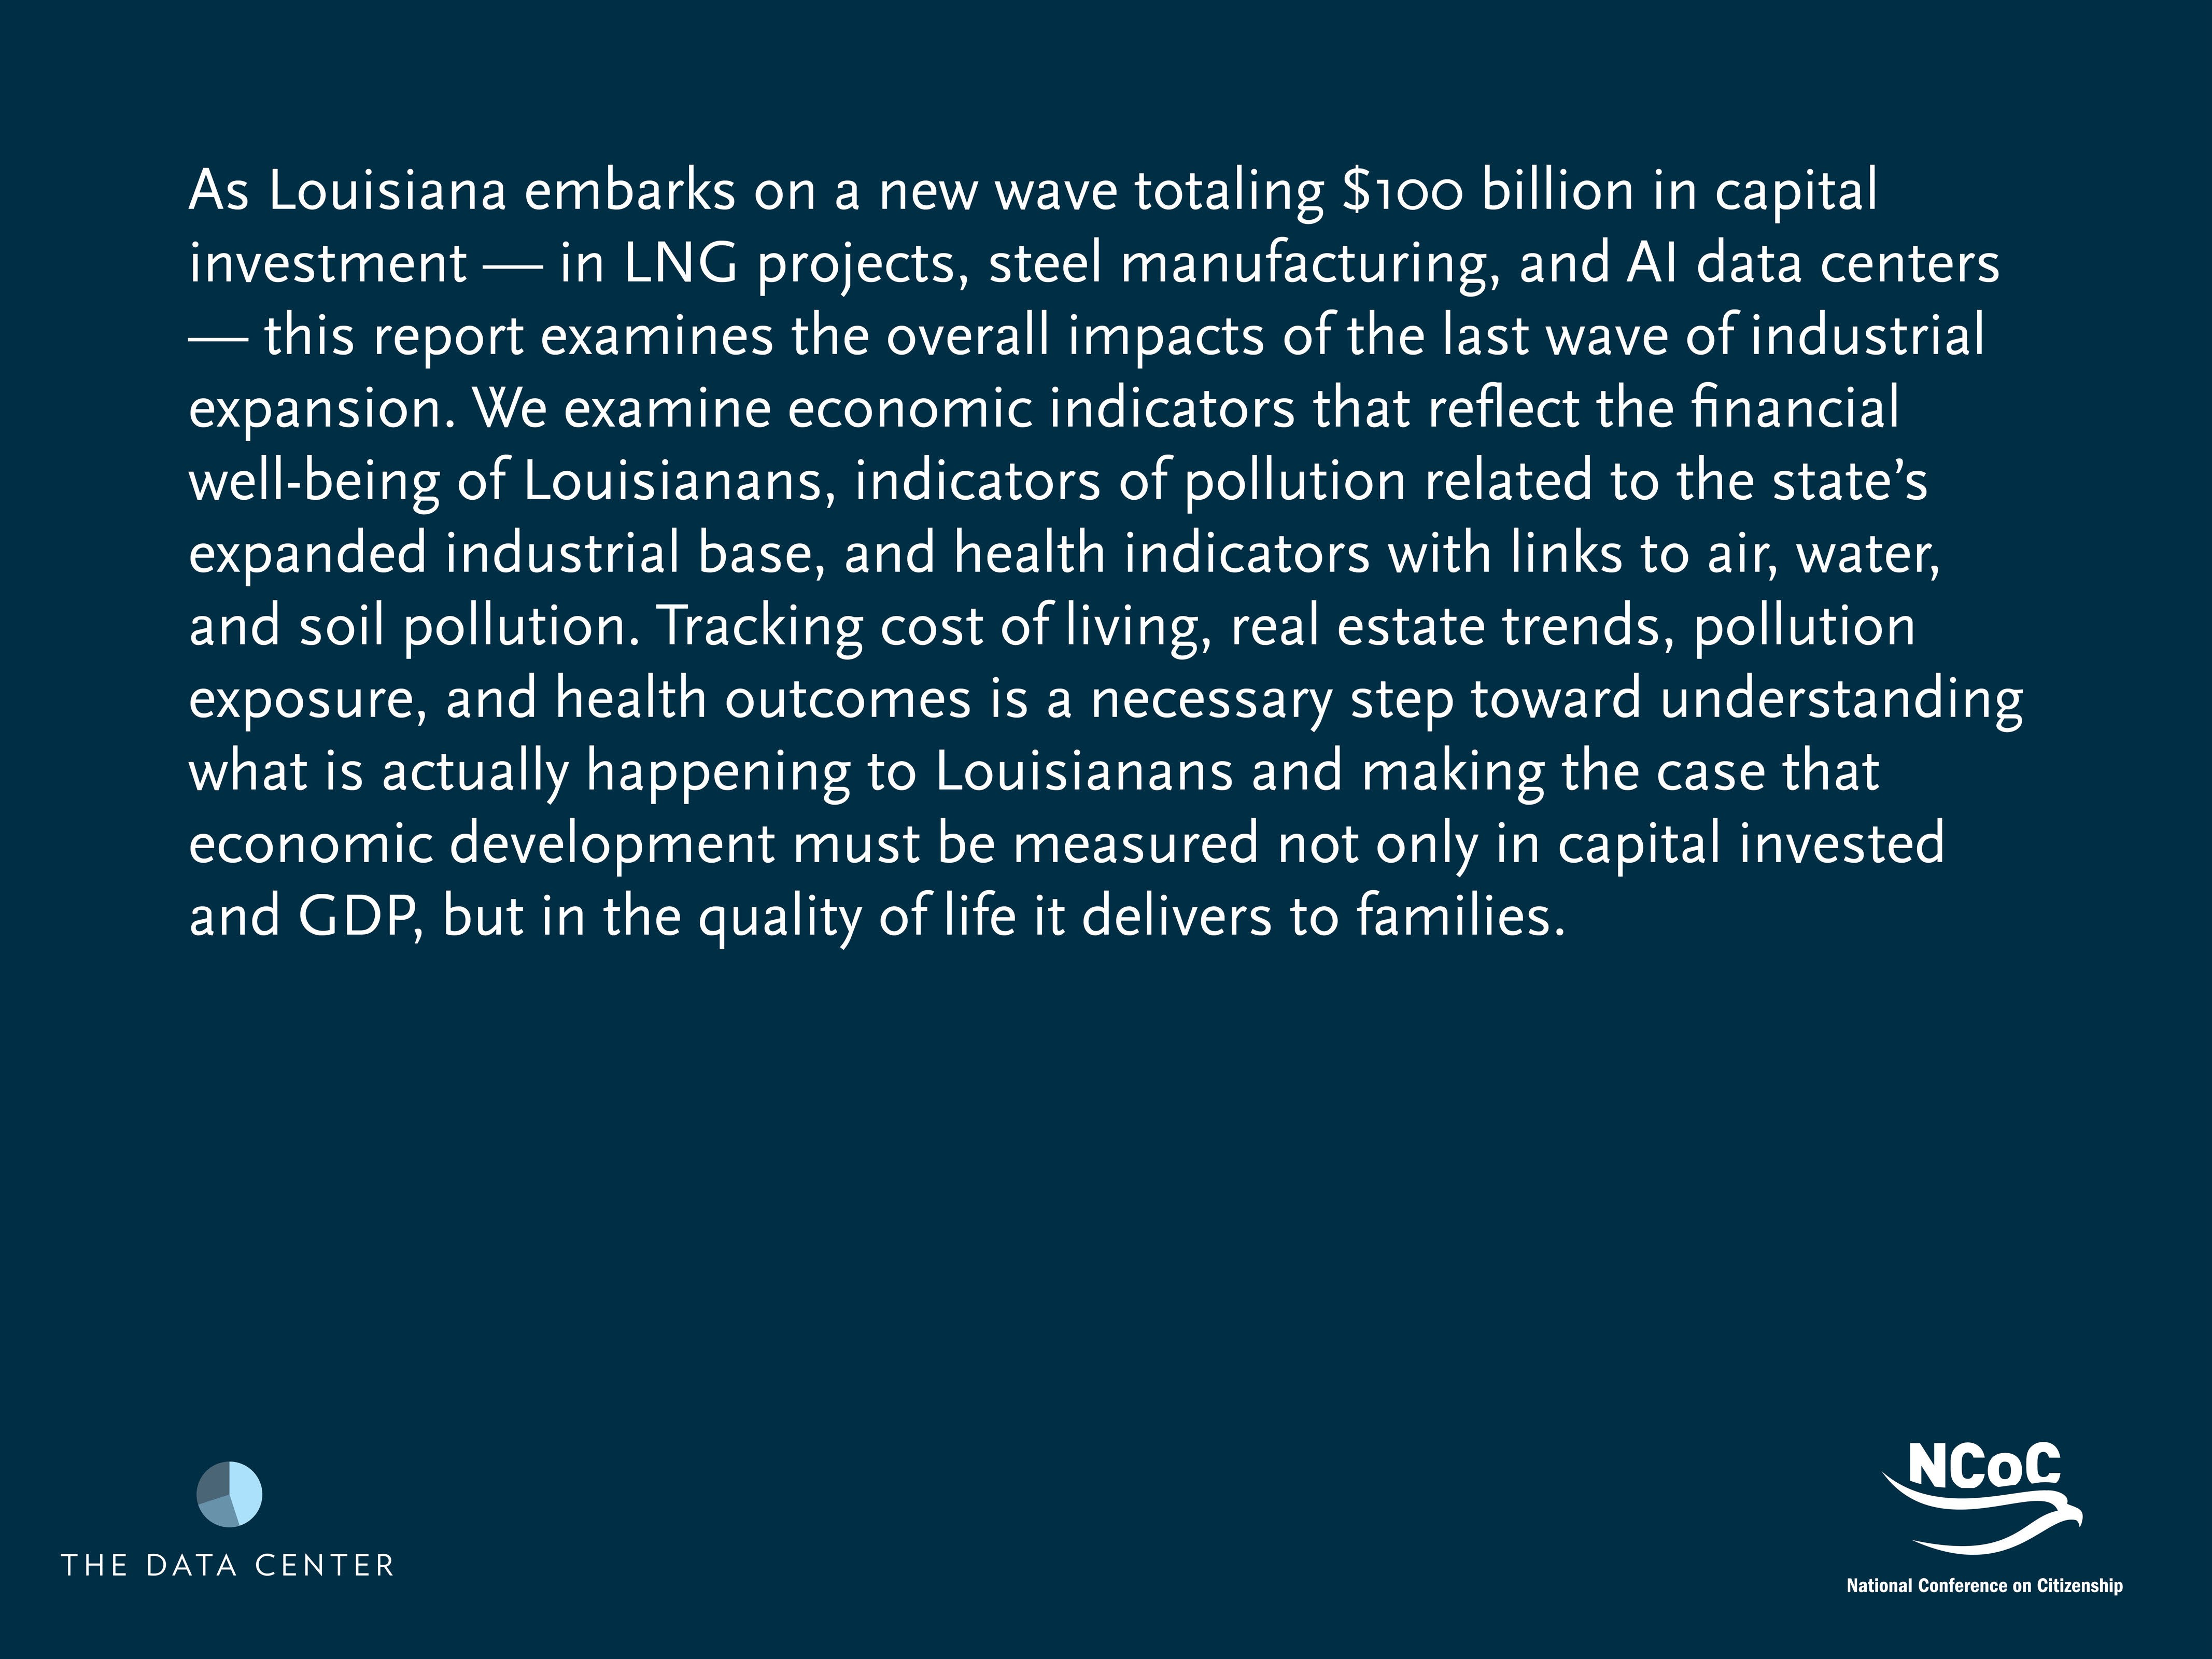 As Louisiana embarks on a new wave totaling $100 billion in capital
investment — in LNG projects, steel manufacturing, and AI data centers
— this report examines the overall impacts of the last wave of industrial
expansion. We examine economic indicators that reflect the financial
well-being of Louisianans, indicators of pollution related to the state’s
expanded industrial base, and health indicators with links to air, water,
and soil pollution. Tracking cost of living, real estate trends, pollution
exposure, and health outcomes is a necessary step toward understanding
what is actually happening to Louisianans and making the case that
economic development must be measured not only in capital invested
and GDP, but in the quality of life it delivers to families.
THE DATA CENTER
NCoC
National Conference on Citizenship